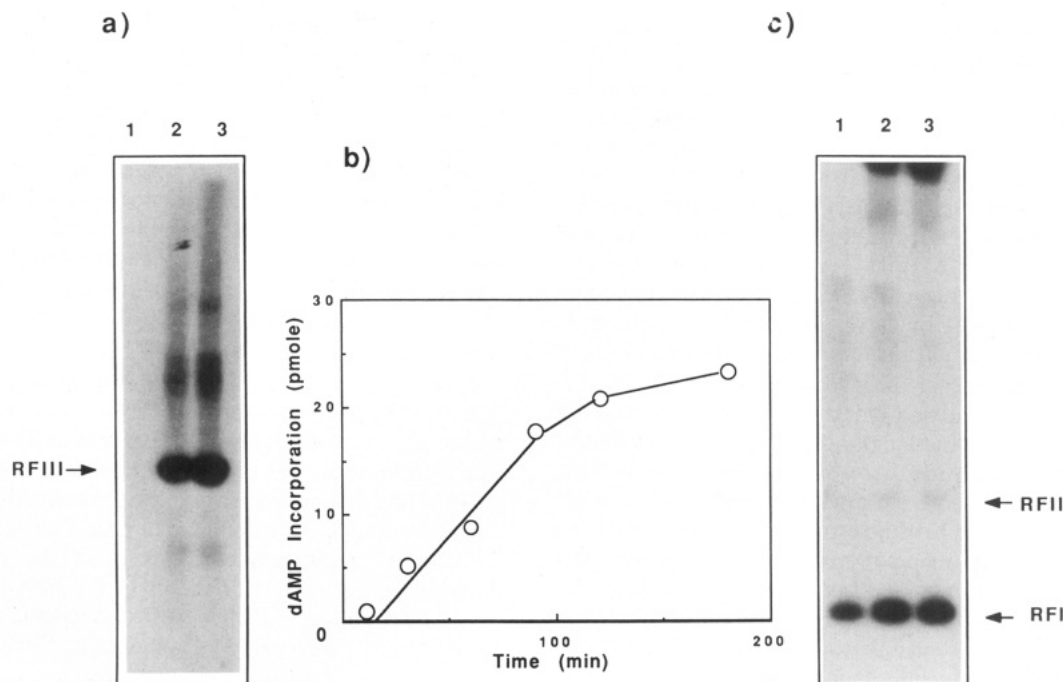 a)
1 2 3
RFIII
b)
dAMP Incorporation (pmole)
30
20
10
0
100
200
Time (min)
c)
1 2 3
RFII
RFI